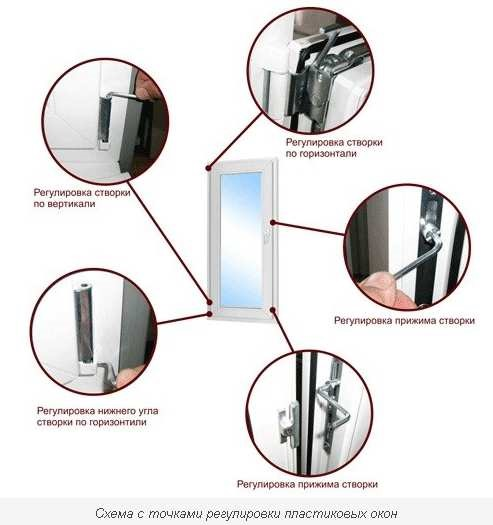 Регулировка створки
по горизонтали
Регулировка створки
по вертикали
Регулировка прижима створки
Регулировка нижнего угла
створки по горизонтили
Регулировка прижима створки
Схема с точками регулировки пластиковых окон